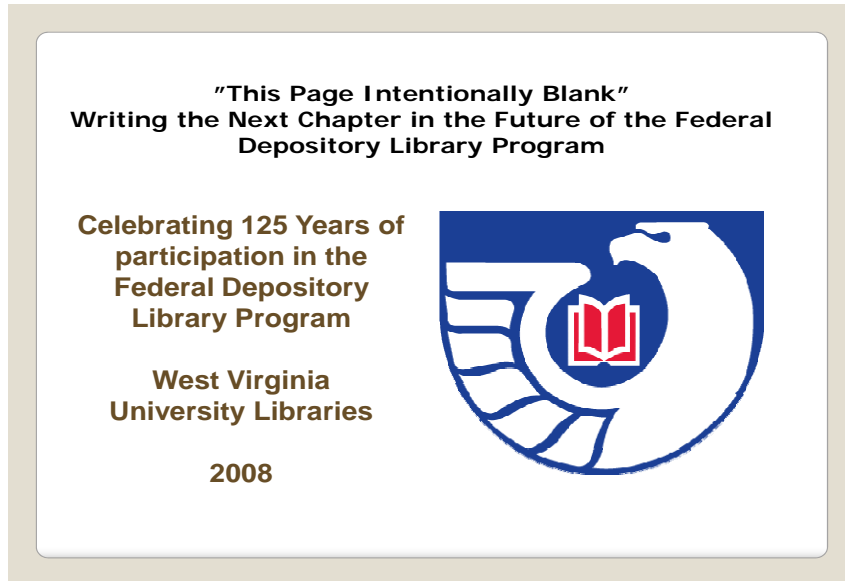 "This Page Intentionally Blank"
Writing the Next Chapter in the Future of the Federal
Depository Library Program
Celebrating 125 Years of
participation in the
Federal Depository
Library Program
West Virginia
University Libraries
2008